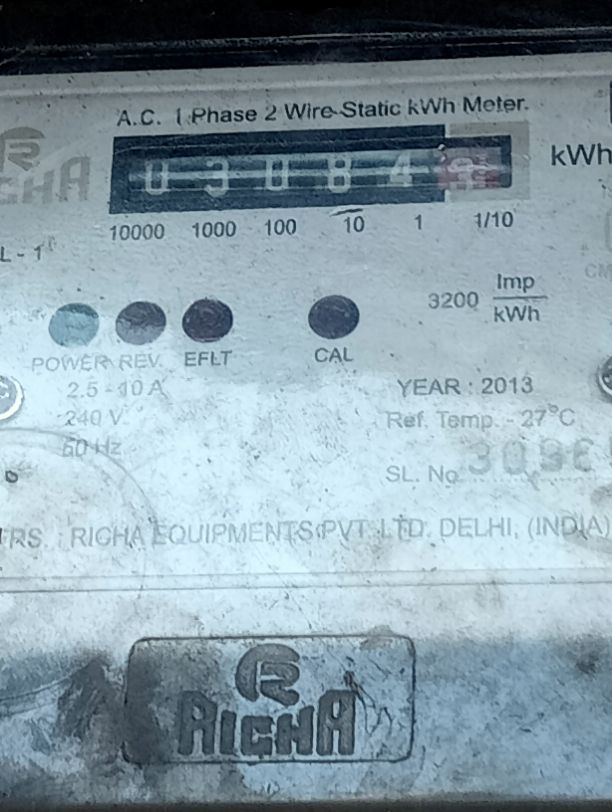 A.C. 1 Phase 2 Wire Static kWh Meter.
RICHA
0 3 0 8 4
kWh
10000 1000 100 10 1 1/10
L - 1
3200 Imp/kWh
POWER REV. EFLT CAL
2.5 - 10 A
YEAR : 2013
240 V
Ref. Temp. - 27°C
50 Hz
SL. No.
RS. : RICHA EQUIPMENTS PVT. LTD. DELHI, (INDIA)
RICHA